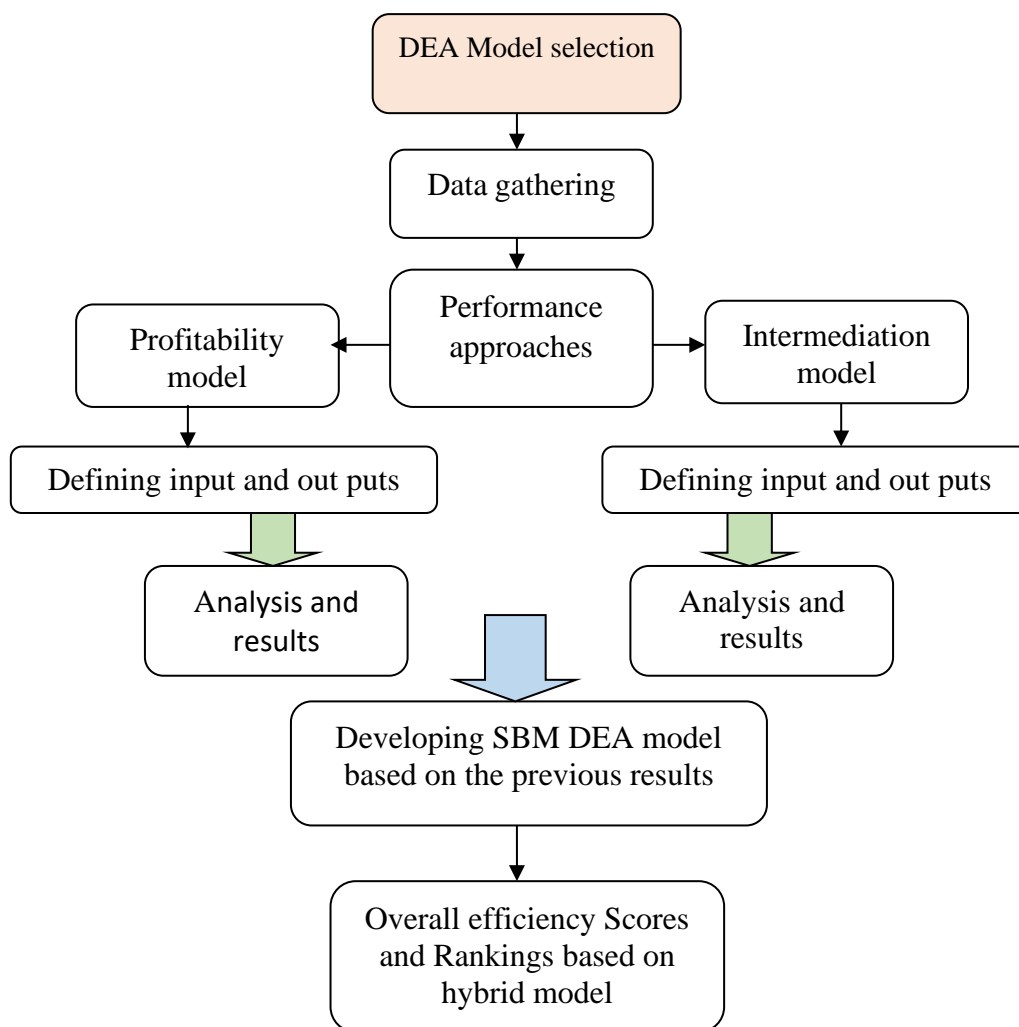 DEA Model selection
Data gathering
Performance
approaches
Profitability
model
Intermediation
model
Defining input and out puts
Defining input and out puts
Analysis and
results
Analysis and
results
Developing SBM DEA model
based on the previous results
Overall efficiency Scores
and Rankings based on
hybrid model